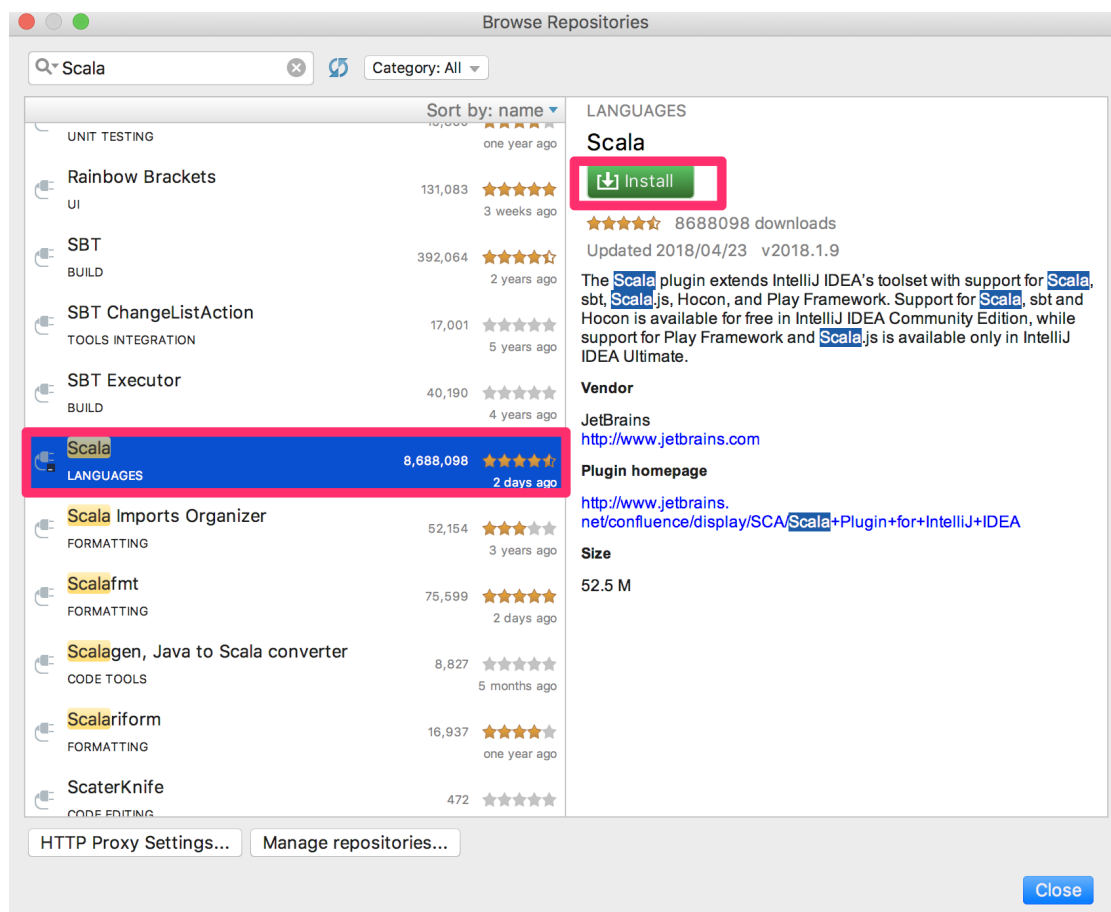 Browse Repositories
Scala
Category: All
Sort by: name
UNIT TESTING
one year ago
Rainbow Brackets
131,083
UI
3 weeks ago
SBT
392,064
BUILD
2 years ago
SBT ChangeListAction
17,001
TOOLS INTEGRATION
5 years ago
SBT Executor
40,190
BUILD
4 years ago
Scala
8,688,098
LANGUAGES
2 days ago
Scala Imports Organizer
52,154
FORMATTING
3 years ago
Scalafmt
75,599
FORMATTING
2 days ago
Scalagen, Java to Scala converter
8,827
CODE TOOLS
5 months ago
Scalariform
16,937
FORMATTING
one year ago
ScaterKnife
472
CODE EDITING
LANGUAGES
Scala
Install
8688098 downloads
Updated 2018/04/23 v2018.1.9
The Scala plugin extends IntelliJ IDEA's toolset with support for Scala,
sbt, Scala.js, Hocon, and Play Framework. Support for Scala, sbt and
Hocon is available for free in IntelliJ IDEA Community Edition, while
support for Play Framework and Scala.js is available only in IntelliJ
IDEA Ultimate.
Vendor
JetBrains
http://www.jetbrains.com
Plugin homepage
http://www.jetbrains.
net/confluence/display/SCA/Scala+Plugin+for+IntelliJ+IDEA
Size
52.5 M
HTTP Proxy Settings...
Manage repositories...
Close